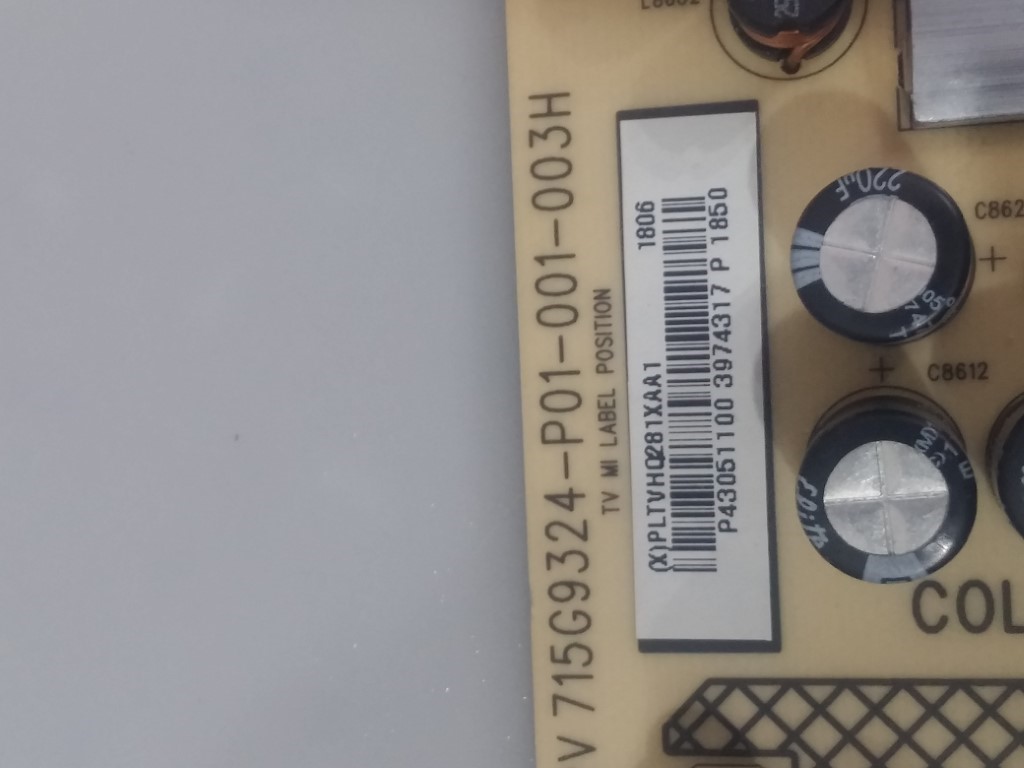 V 715G9324-P01-001-003H
TV MI LABEL POSITION
(X)PLTVHQ281XAA1 1806
P43051100 3974317 P 1850
220uF
C862
C8612
COL